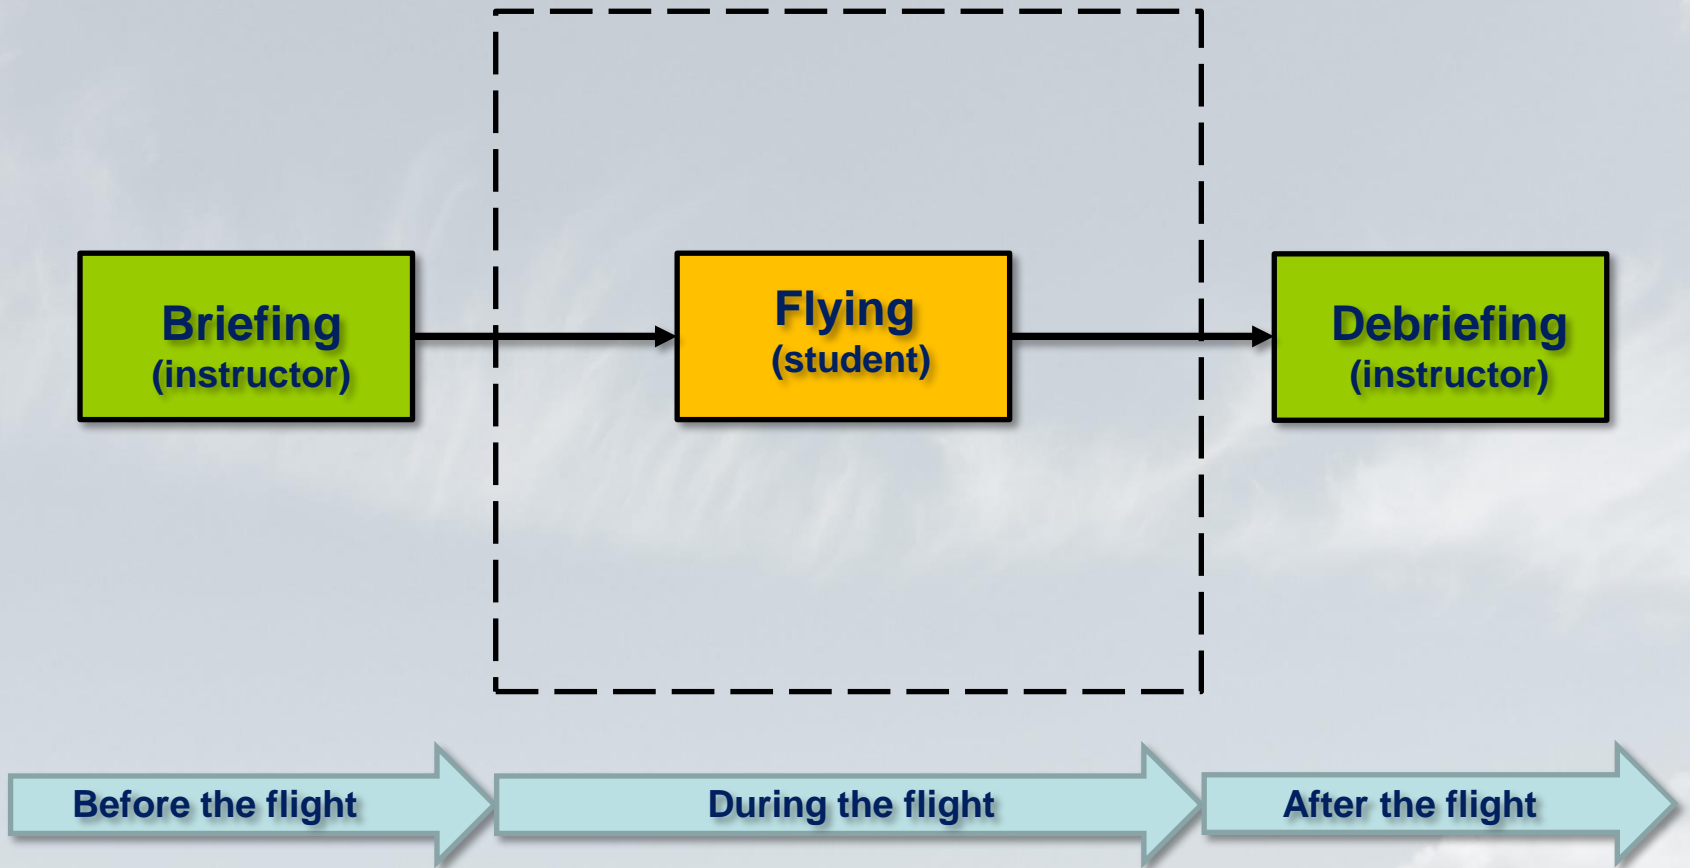 Briefing
(instructor)
Flying
(student)
Debriefing
(instructor)
Before the flight
During the flight
After the flight